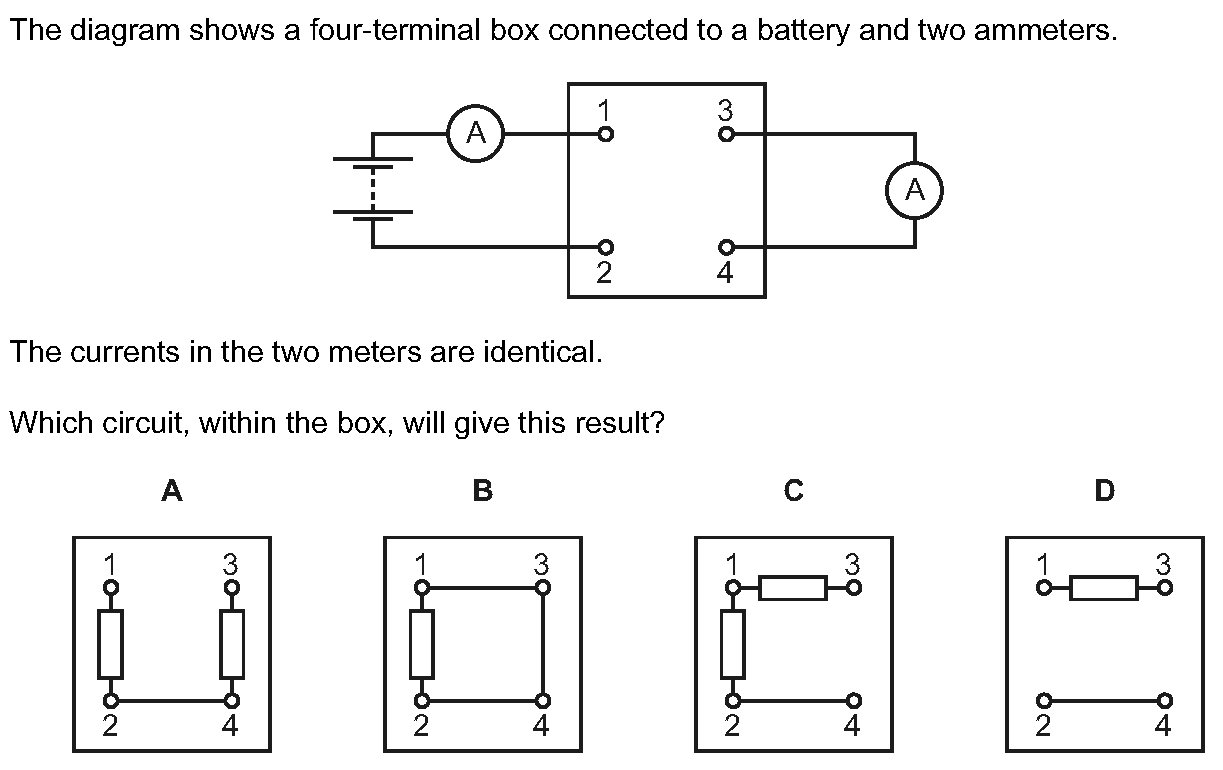 The diagram shows a four-terminal box connected to a battery and two ammeters.
1 3
A
A
2 4
The currents in the two meters are identical.
Which circuit, within the box, will give this result?
A B C D
1 3 1 3 1 3 1 3
2 4 2 4 2 4 2 4